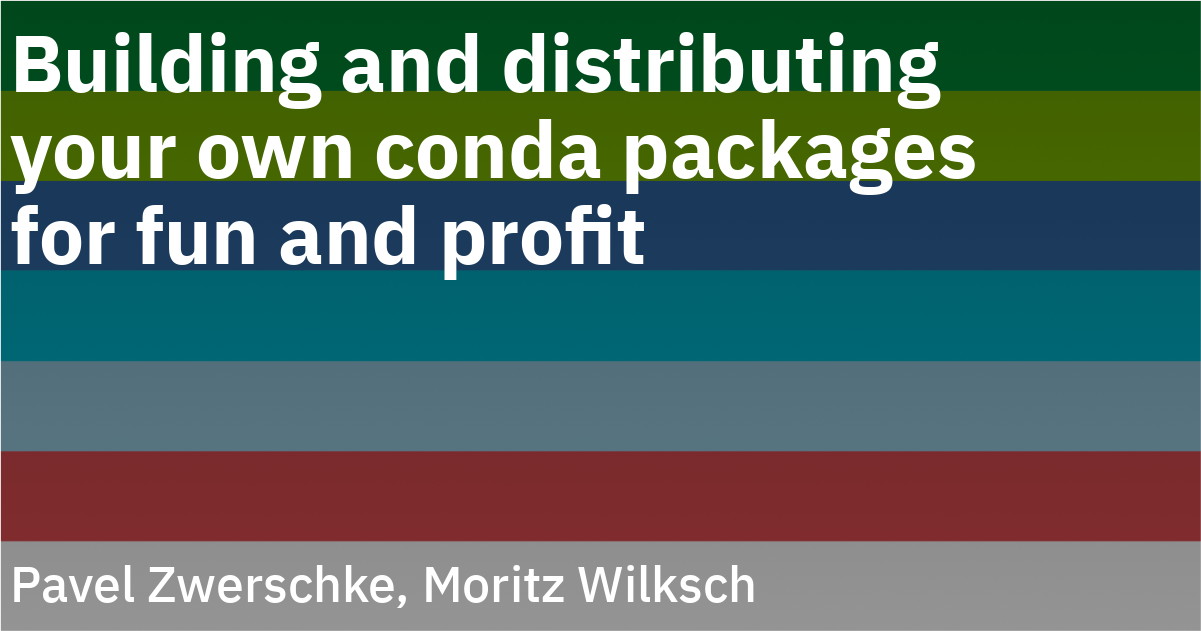 Building and distributing
your own conda packages
for fun and profit
Pavel Zwerschke, Moritz Wilksch